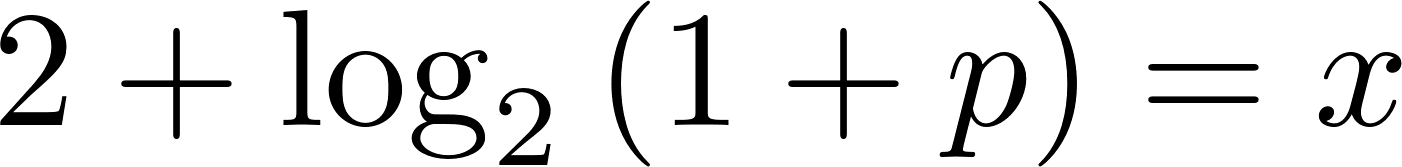 2 + log₂ (1 + p) = x